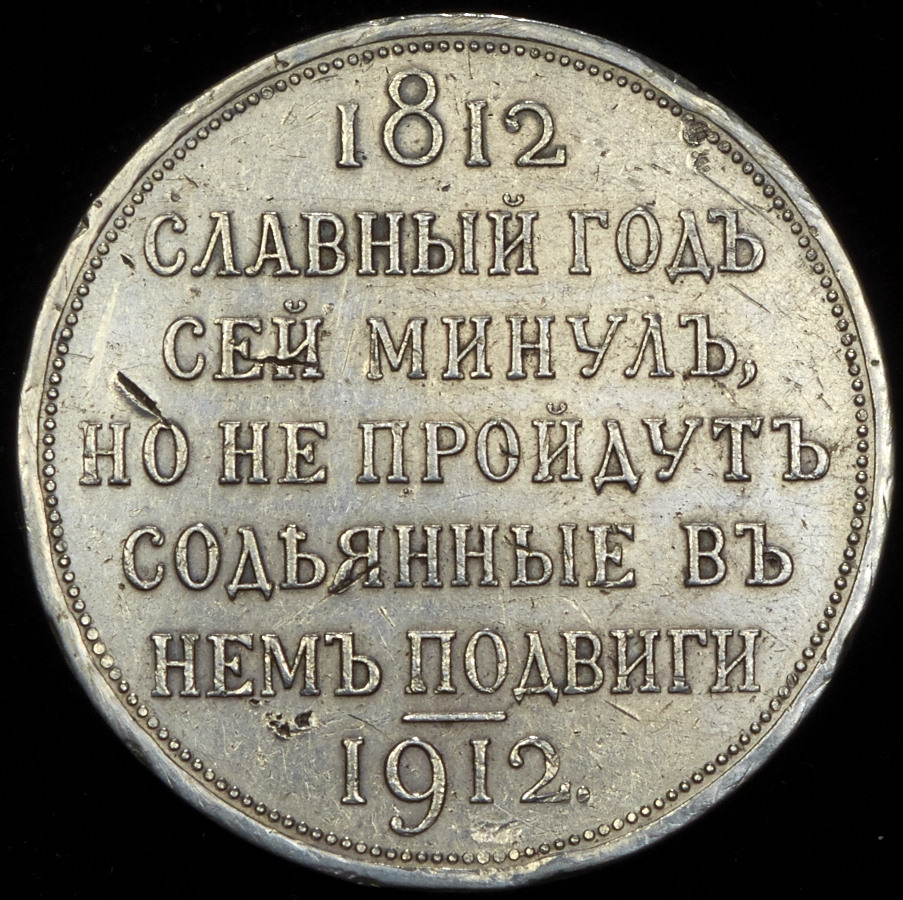 1812
СЛАВНЫЙ ГОДЪ
СЕЙ МИНУЛЪ,
НО НЕ ПРОЙДУТЪ
СОДѢЯННЫЕ ВЪ
НЕМЪ ПОДВИГИ
1912.